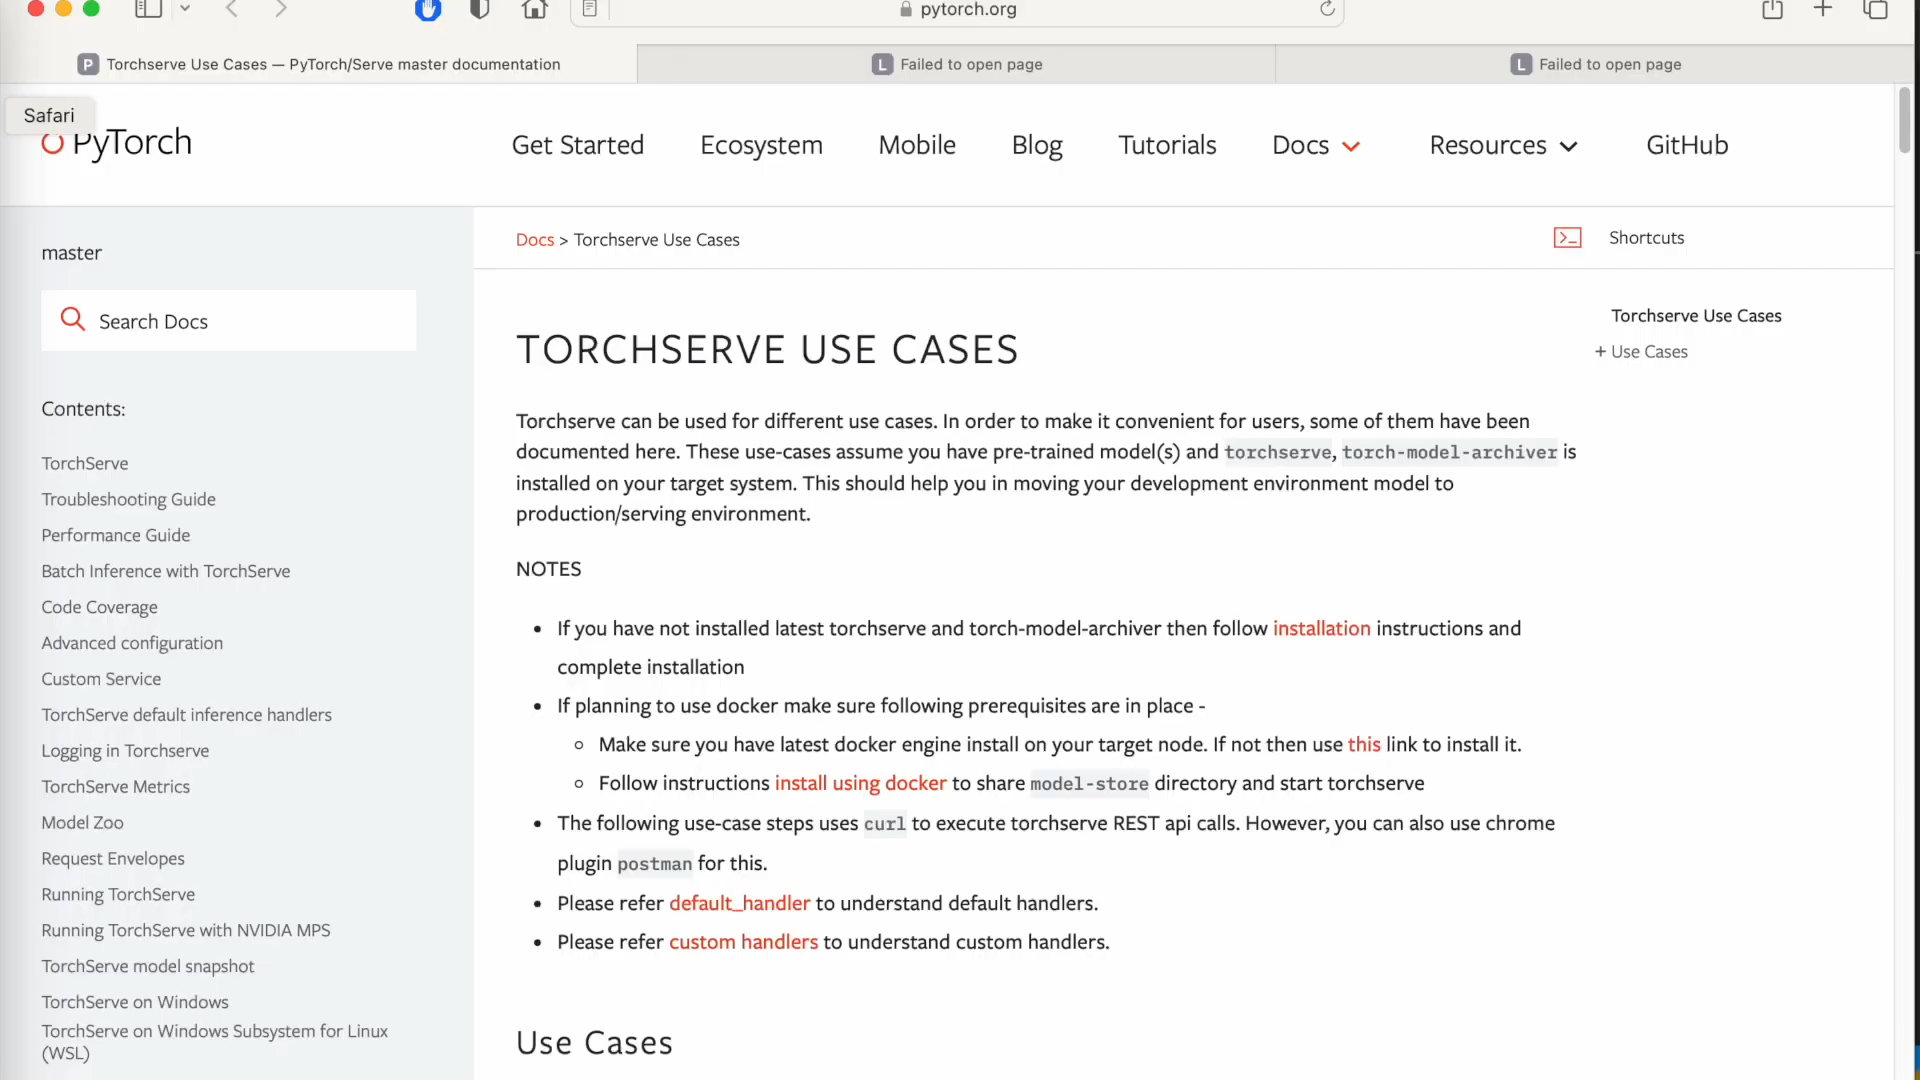 pytorch.org
P Torchserve Use Cases — PyTorch/Serve master documentation
L Failed to open page
L Failed to open page
Safari
PyTorch
Get Started Ecosystem Mobile Blog Tutorials Docs Resources GitHub
master
Search Docs
Contents:
TorchServe
Troubleshooting Guide
Performance Guide
Batch Inference with TorchServe
Code Coverage
Advanced configuration
Custom Service
TorchServe default inference handlers
Logging in Torchserve
TorchServe Metrics
Model Zoo
Request Envelopes
Running TorchServe
Running TorchServe with NVIDIA MPS
TorchServe model snapshot
TorchServe on Windows
TorchServe on Windows Subsystem for Linux
(WSL)
Docs > Torchserve Use Cases
Shortcuts
TORCHSERVE USE CASES
Torchserve can be used for different use cases. In order to make it convenient for users, some of them have been
documented here. These use-cases assume you have pre-trained model(s) and torchserve, torch-model-archiver is
installed on your target system. This should help you in moving your development environment model to
production/serving environment.
NOTES
• If you have not installed latest torchserve and torch-model-archiver then follow installation instructions and
complete installation
• If planning to use docker make sure following prerequisites are in place -
◦ Make sure you have latest docker engine install on your target node. If not then use this link to install it.
◦ Follow instructions install using docker to share model-store directory and start torchserve
• The following use-case steps uses curl to execute torchserve REST api calls. However, you can also use chrome
plugin postman for this.
• Please refer default_handler to understand default handlers.
• Please refer custom handlers to understand custom handlers.
Use Cases
Torchserve Use Cases
+ Use Cases